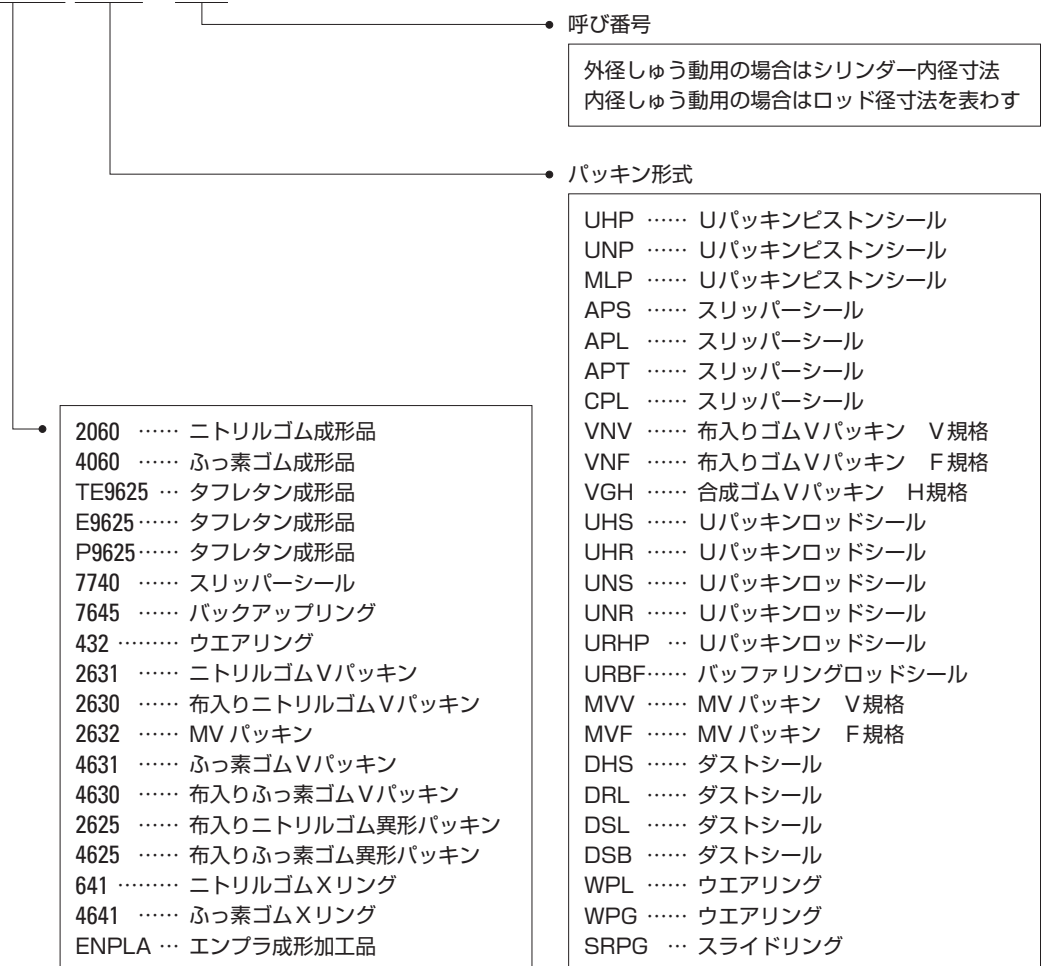 呼び番号
外径しゅう動用の場合はシリンダー内径寸法
内径しゅう動用の場合はロッド径寸法を表わす
パッキン形式
UHP …… Uパッキンピストンシール
UNP …… Uパッキンピストンシール
MLP …… Uパッキンピストンシール
APS …… スリッパーシール
APL …… スリッパーシール
APT …… スリッパーシール
CPL …… スリッパーシール
VNV …… 布入りゴムVパッキン　V規格
VNF …… 布入りゴムVパッキン　F規格
VGH …… 合成ゴムVパッキン　H規格
UHS …… Uパッキンロッドシール
UHR …… Uパッキンロッドシール
UNS …… Uパッキンロッドシール
UNR …… Uパッキンロッドシール
URHP … Uパッキンロッドシール
URBF…… バッファリングロッドシール
MVV …… MV パッキン　V規格
MVF …… MV パッキン　F規格
DHS …… ダストシール
DRL …… ダストシール
DSL …… ダストシール
DSB …… ダストシール
WPL …… ウエアリング
WPG …… ウエアリング
SRPG … スライドリング
2060 …… ニトリルゴム成形品
4060 …… ふっ素ゴム成形品
TE9625 … タフレタン成形品
E9625…… タフレタン成形品
P9625…… タフレタン成形品
7740 …… スリッパーシール
7645 …… バックアップリング
432 ……… ウエアリング
2631 …… ニトリルゴムVパッキン
2630 …… 布入りニトリルゴムVパッキン
2632 …… MV パッキン
4631 …… ふっ素ゴムVパッキン
4630 …… 布入りふっ素ゴムVパッキン
2625 …… 布入りニトリルゴム異形パッキン
4625 …… 布入りふっ素ゴム異形パッキン
641 ……… ニトリルゴムXリング
4641 …… ふっ素ゴムXリング
ENPLA … エンプラ成形加工品